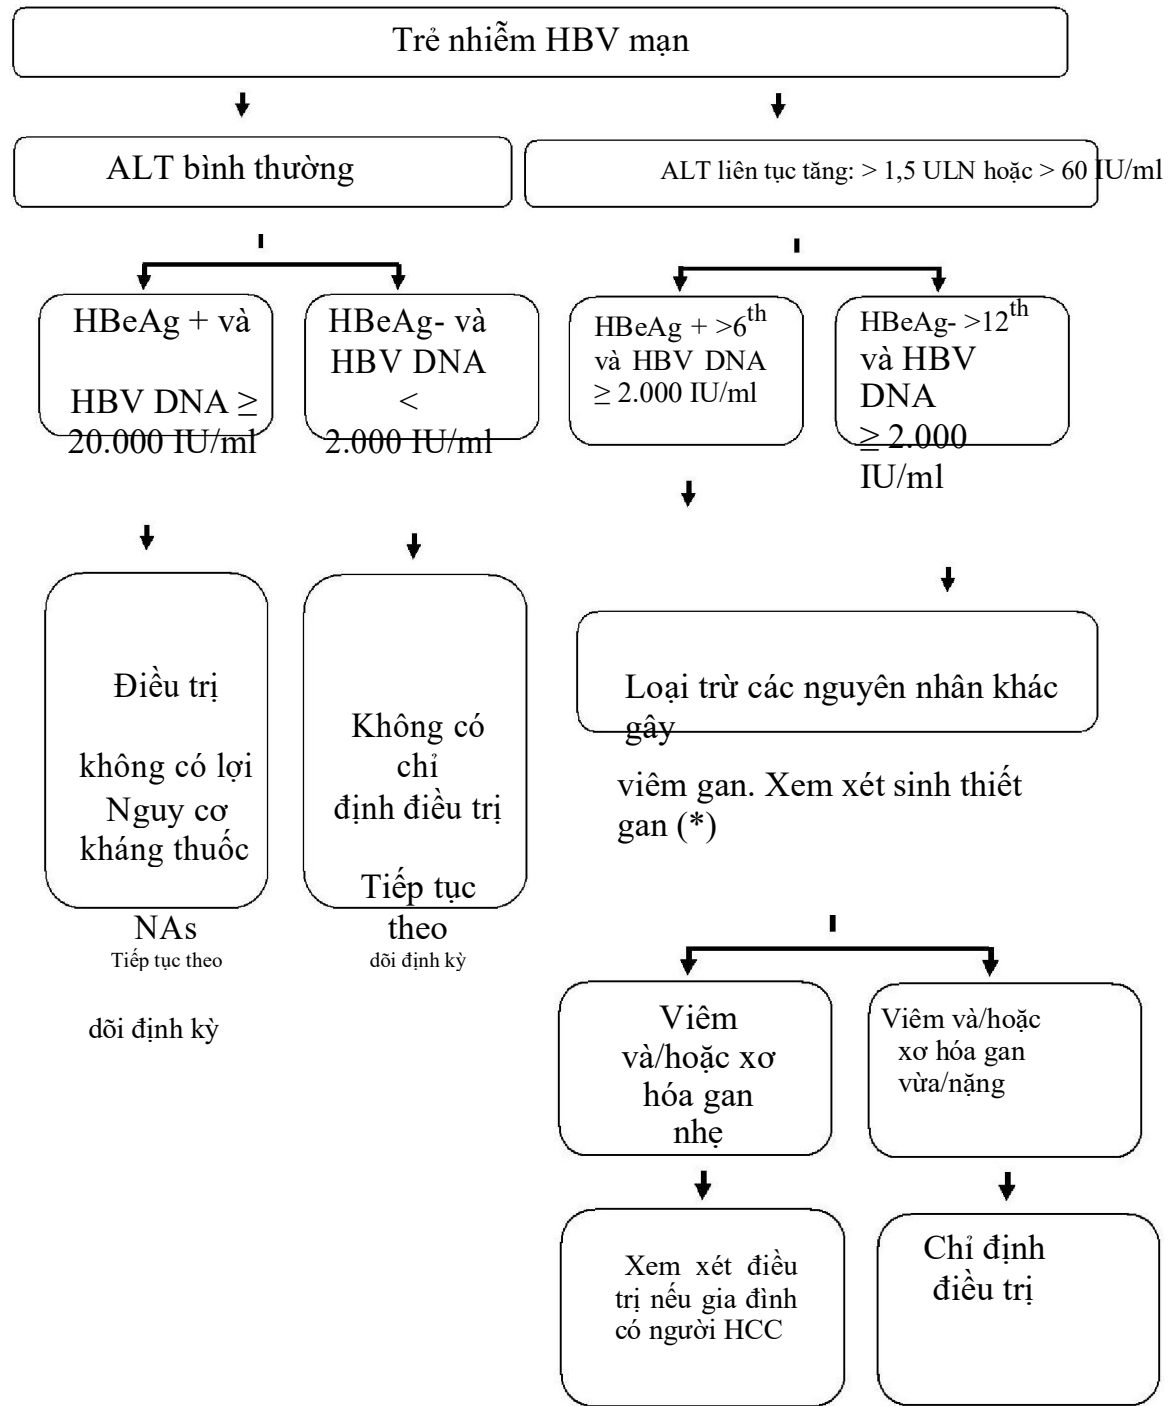 Trẻ nhiễm HBV mạn
ALT bình thường
ALT liên tục tăng: > 1,5 ULN hoặc > 60 IU/ml
HBeAg + và
HBV DNA ≥
20.000 IU/ml
HBeAg- và
HBV DNA
<
2.000 IU/ml
HBeAg + >6th
và HBV DNA
≥ 2.000 IU/ml
HBeAg- >12th
và HBV
DNA
≥ 2.000
IU/ml
Điều trị
không có lợi
Nguy cơ
kháng thuốc
NAs
Tiếp tục theo
dõi định kỳ
Không có
chỉ
định điều trị
Tiếp tục
theo
dõi định kỳ
Loại trừ các nguyên nhân khác
gây
viêm gan. Xem xét sinh thiết
gan (*)
Viêm
và/hoặc xơ
hóa gan
nhẹ
Viêm và/hoặc
xơ hóa gan
vừa/nặng
Xem xét điều
trị nếu gia đình
có người HCC
Chỉ định
điều trị